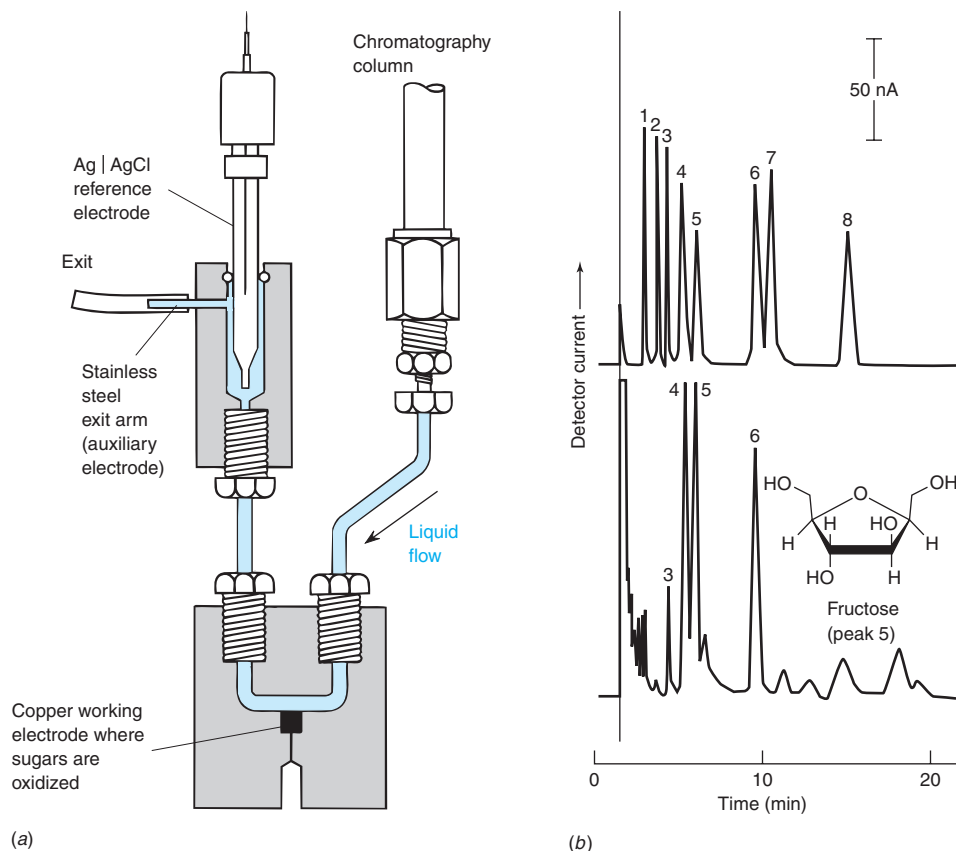 Chromatography
column
Ag | AgCl
reference
electrode
Exit
Stainless
steel
exit arm
(auxiliary
electrode)
Liquid
flow
Copper working
electrode where
sugars are
oxidized
(a)
50 nA
1
2
3
4
5
6
7
8
Detector current
4
5
6
3
HO
O
OH
H
HO
H
H
HO
H
Fructose
(peak 5)
0
10
20
Time (min)
(b)